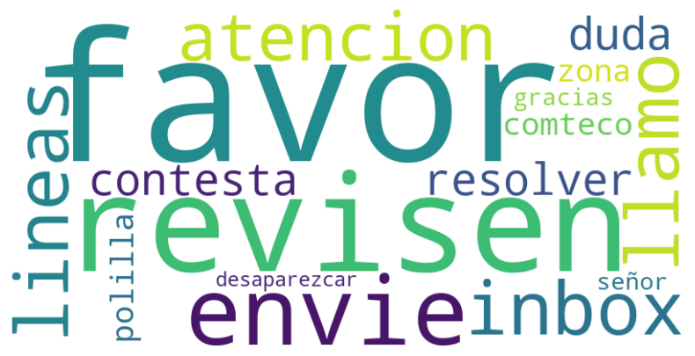 atencion
duda
favor
zona
gracias
comteco
llamo
lineas
contesta
resolver
revisen
polilla
desaparezcar
señor
envie
inbox